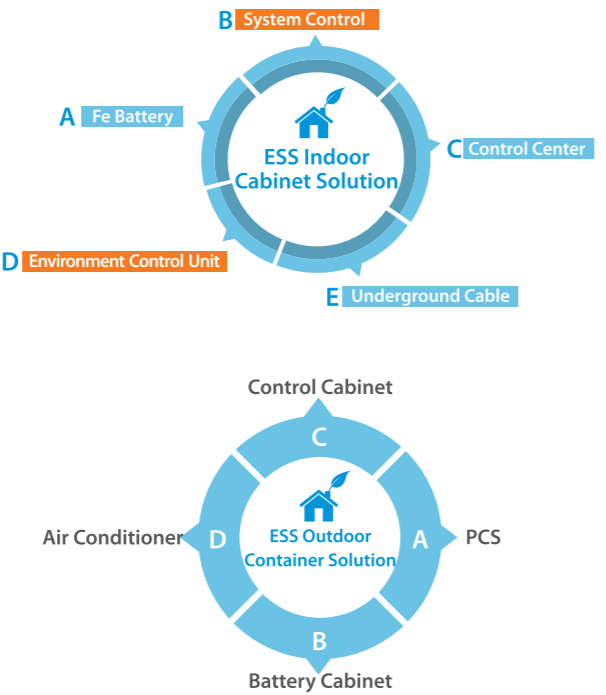 B System Control
A Fe Battery
ESS Indoor
Cabinet Solution
C Control Center
D Environment Control Unit
E Underground Cable
Control Cabinet
C
Air Conditioner
D
ESS Outdoor
Container Solution
A
PCS
B
Battery Cabinet